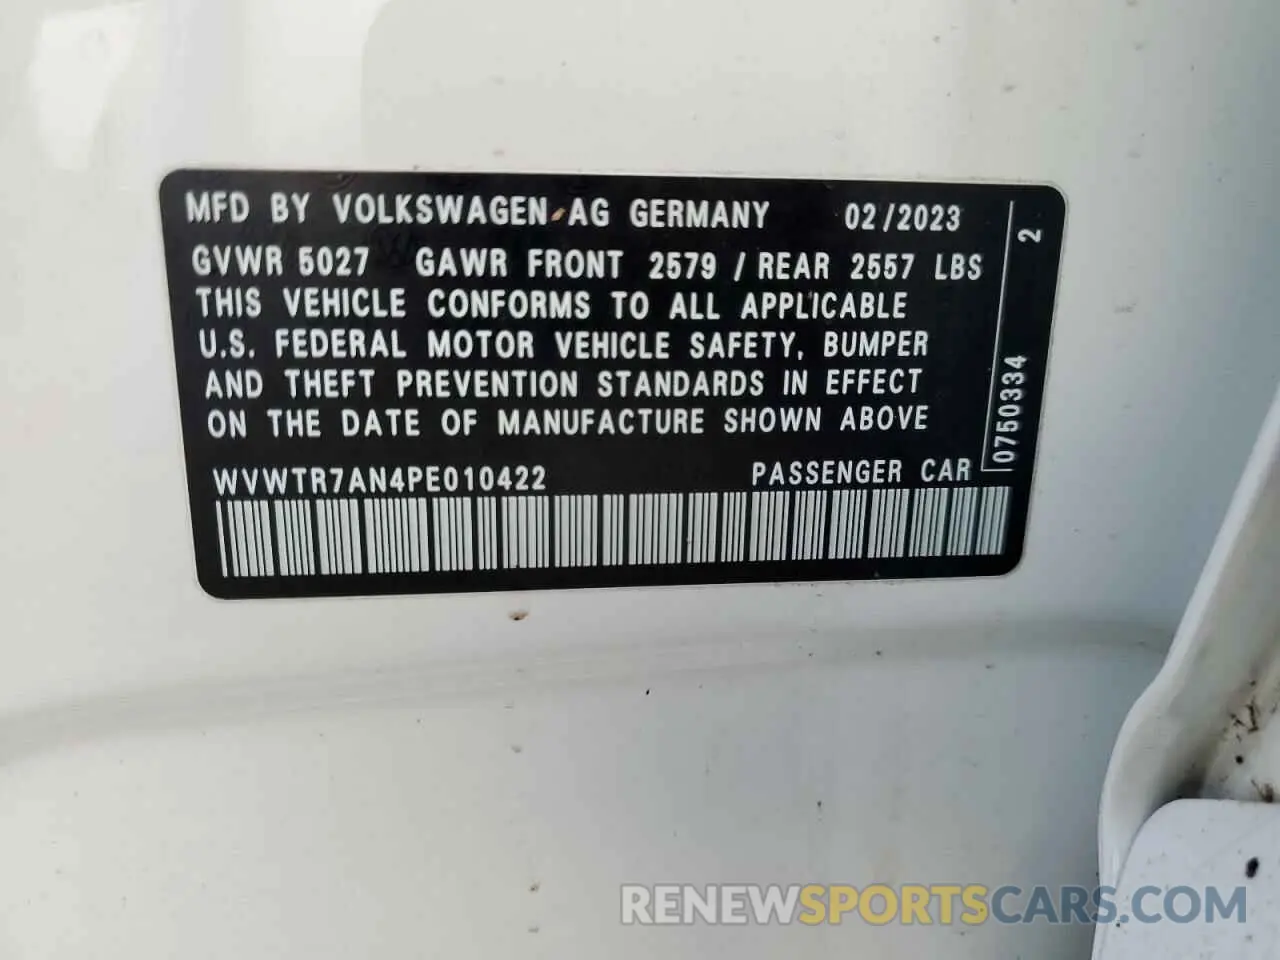 MFD BY VOLKSWAGEN AG GERMANY 02/2023
GVWR 5027 GAWR FRONT 2579 / REAR 2557 LBS
THIS VEHICLE CONFORMS TO ALL APPLICABLE
U.S. FEDERAL MOTOR VEHICLE SAFETY, BUMPER
AND THEFT PREVENTION STANDARDS IN EFFECT
ON THE DATE OF MANUFACTURE SHOWN ABOVE
WVWTR7AN4PE010422 PASSENGER CAR
0750334 2
RENEWSPORTSCARS.COM